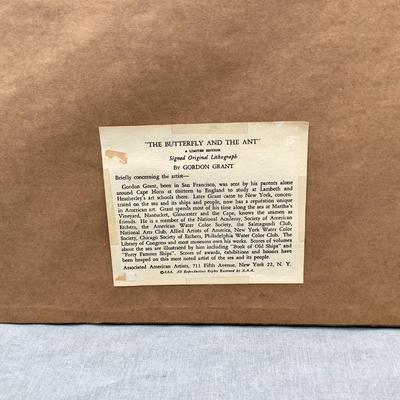 "THE BUTTERFLY AND THE ANT"
A LIMITED EDITION
Signed Original Lithograph
By GORDON GRANT
Briefly concerning the artist—
Gordon Grant, born in San Francisco, was sent by his parents alone
around Cape Horn at thirteen to England to study at Lambeth and
Heatherley's art schools there. Later Grant came to New York, concen-
trated on the sea and its ships and people, now has a reputation unique
in American art. Grant spends most of his time along the sea at Martha's
Vineyard, Nantucket, Gloucester and the Cape, knows the seamen as
friends. He is a member of the National Academy, Society of American
Etchers, the American Water Color Society, the Salmagundi Club,
National Arts Club, Allied Artists of America, New York Water Color
Society, Chicago Society of Etchers, Philadelphia Water Color Club. The
Library of Congress and most museums own his works. Scores of volumes
about the sea are illustrated by him including "Book of Old Ships" and
"Forty Famous Ships". Scores of awards, exhibitions and honors have
been heaped on this most noted artist of the sea and its people.
Associated American Artists, 711 Fifth Avenue, New York 22, N. Y.
©A.A.A. All Reproduction Rights Reserved by A.A.A.